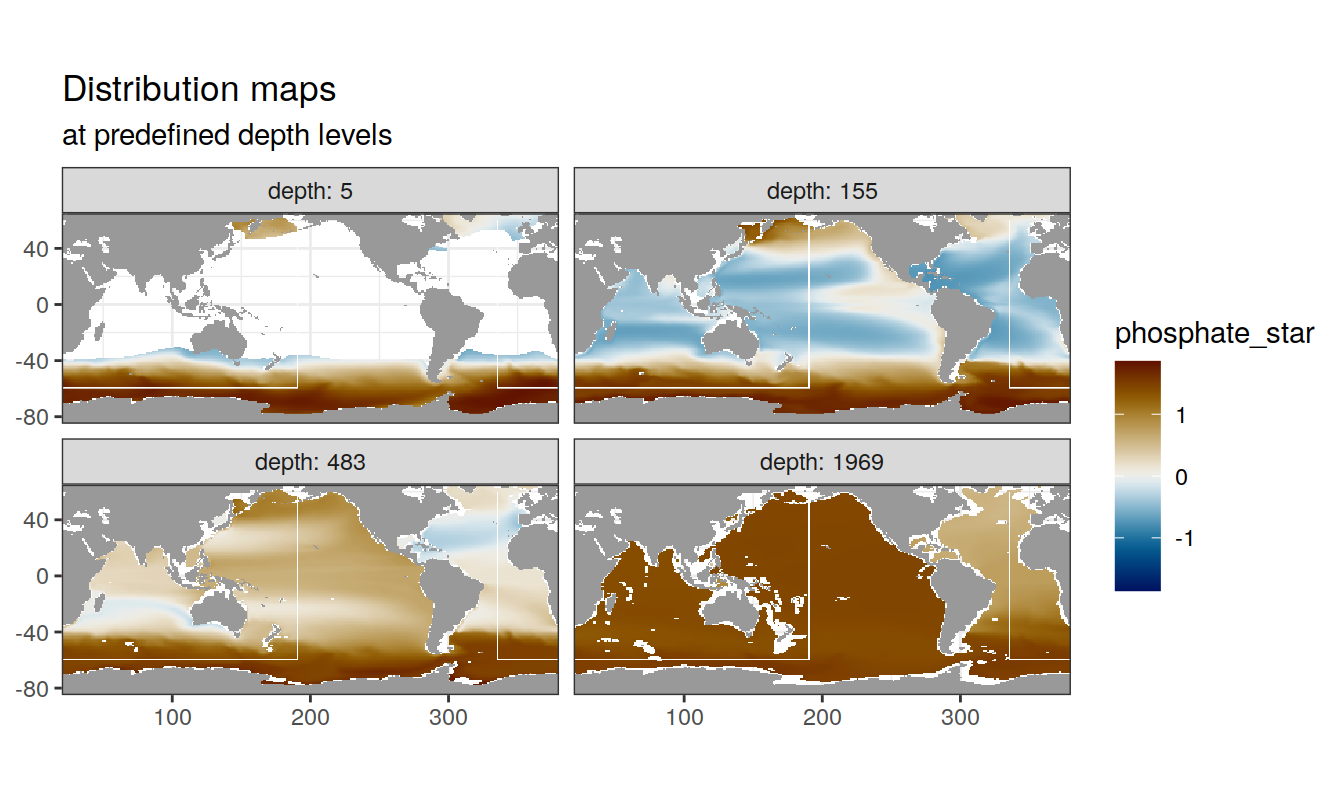 Distribution maps
at predefined depth levels
depth: 5
depth: 155
40
0
-40
-80
phosphate_star
1
0
-1
depth: 483
depth: 1969
40
0
-40
-80
100 200 300
100 200 300